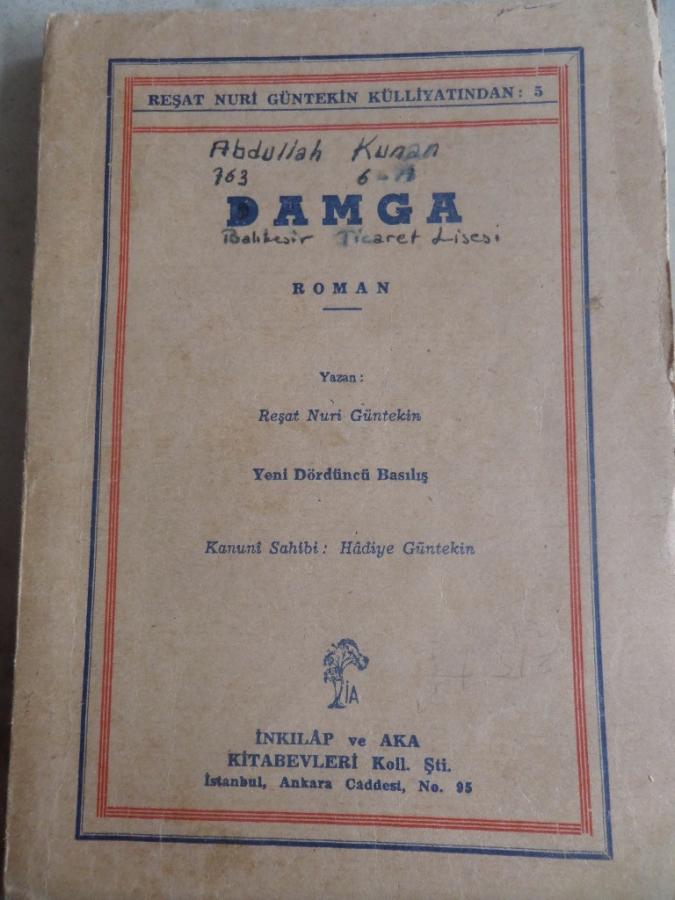 REŞAT NURİ GÜNTEKİN KÜLLİYATINDAN: 5
Abdullah Kunan
763 6-A
DAMGA
Balıkesir Ticaret Lisesi
ROMAN
Yazan:
Reşat Nuri Güntekin
Yeni Dördüncü Basılış
Kanunî Sahibi: Hâdiye Güntekin
İA
İNKILÂP ve AKA
KİTABEVLERİ Koll. Şti.
İstanbul, Ankara Caddesi, No. 95